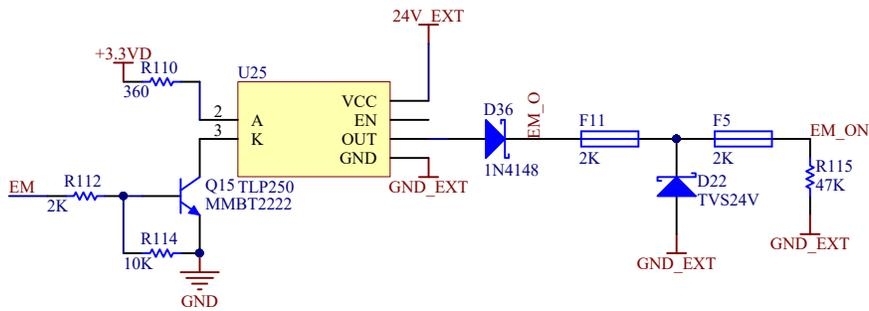 24V_EXT
+3.3VD
R110
360
U25
2
3
A
K
VCC
EN
OUT
GND
TLP250
GND_EXT
D36
1N4148
EM_O
F11
2K
F5
2K
EM_ON
R115
47K
GND_EXT
D22
TVS24V
GND_EXT
EM
R112
2K
Q15
MMBT2222
R114
10K
GND